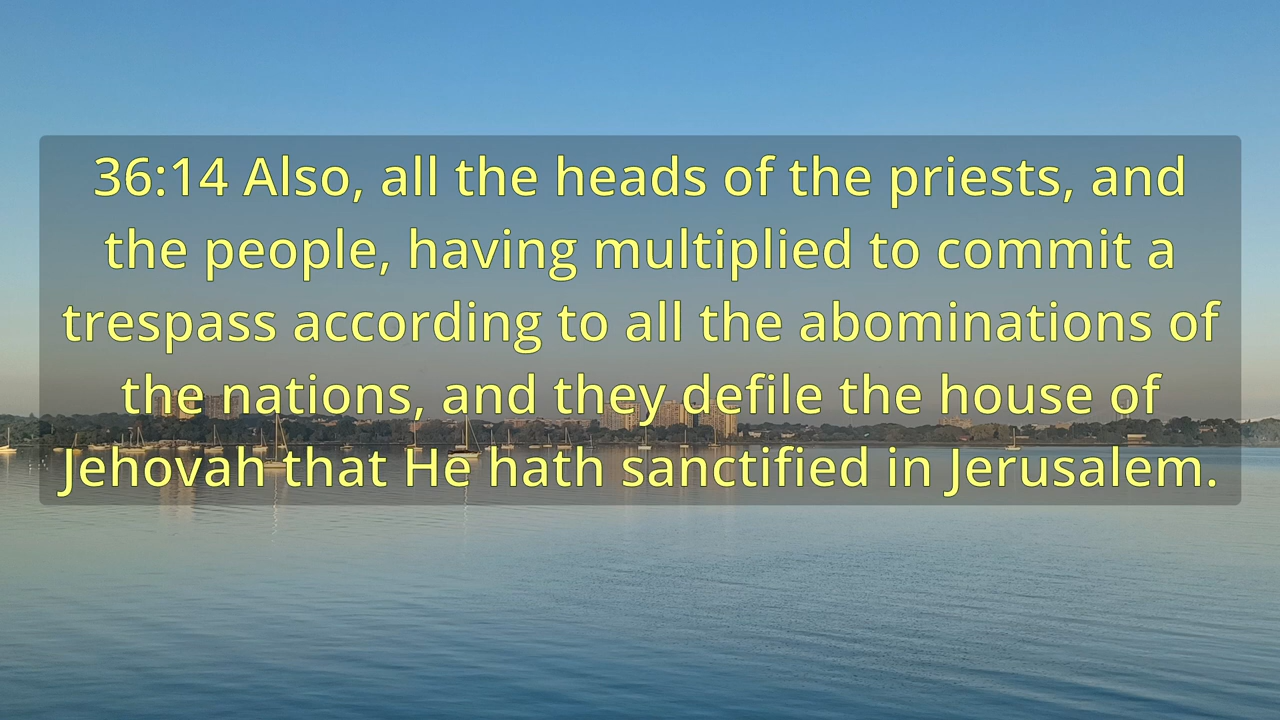 36:14 Also, all the heads of the priests, and
the people, having multiplied to commit a
trespass according to all the abominations of
the nations, and they defile the house of
Jehovah that He hath sanctified in Jerusalem.